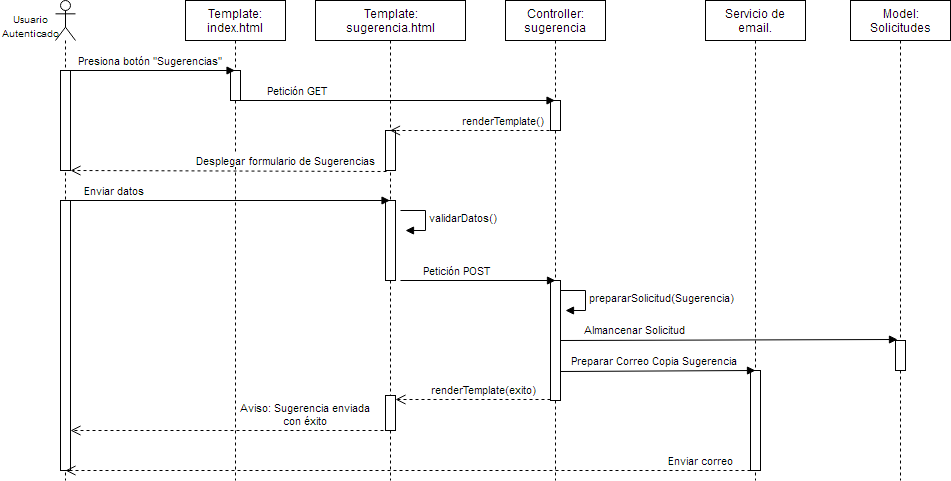 Usuario
Autenticado
Template:
index.html
Template:
sugerencia.html
Controller:
sugerencia
Servicio de
email.
Model:
Solicitudes
Presiona botón "Sugerencias"
Petición GET
renderTemplate()
Desplegar formulario de Sugerencias
Enviar datos
validarDatos()
Petición POST
prepararSolicitud(Sugerencia)
Almancenar Solicitud
Preparar Correo Copia Sugerencia
renderTemplate(exito)
Aviso: Sugerencia enviada
con éxito
Enviar correo